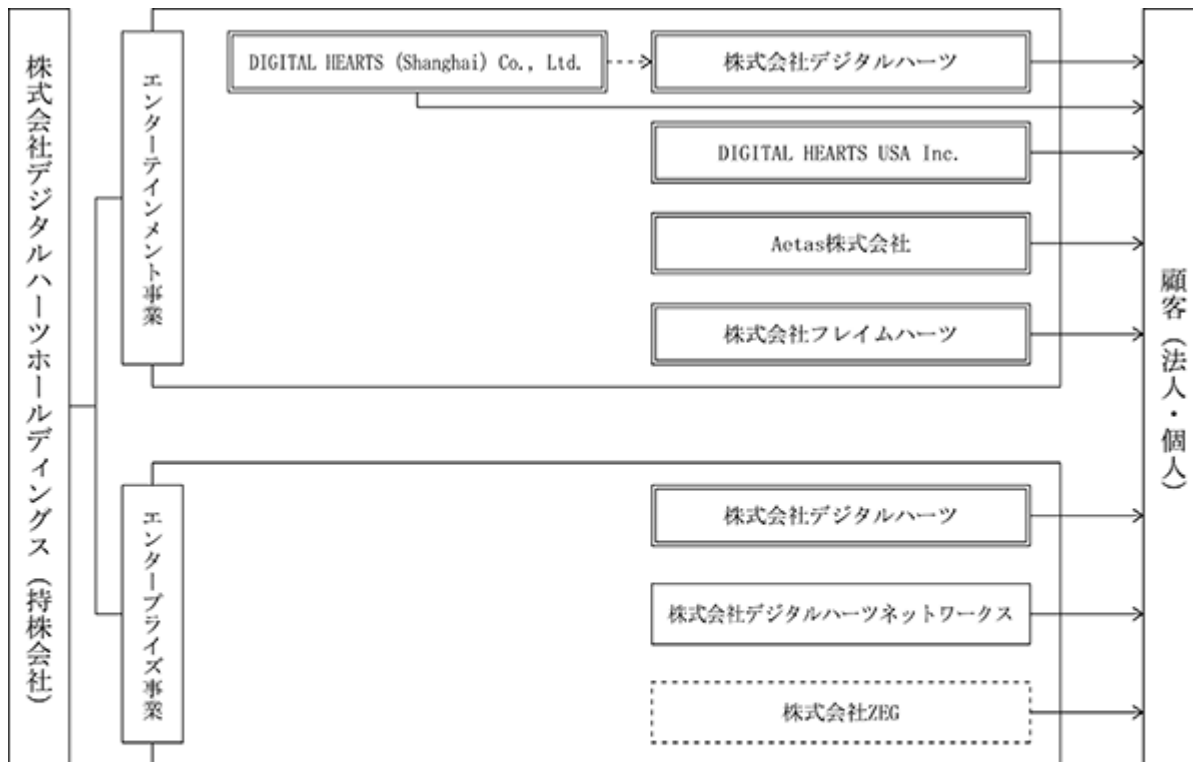 株式会社デジタルハーツホールディングス（持株会社）
エンターテインメント事業
DIGITAL HEARTS (Shanghai) Co., Ltd.
株式会社デジタルハーツ
DIGITAL HEARTS USA Inc.
Aetas株式会社
株式会社フレイムハーツ
エンタープライズ事業
株式会社デジタルハーツ
株式会社デジタルハーツネットワークス
株式会社ZEG
顧客（法人・個人）